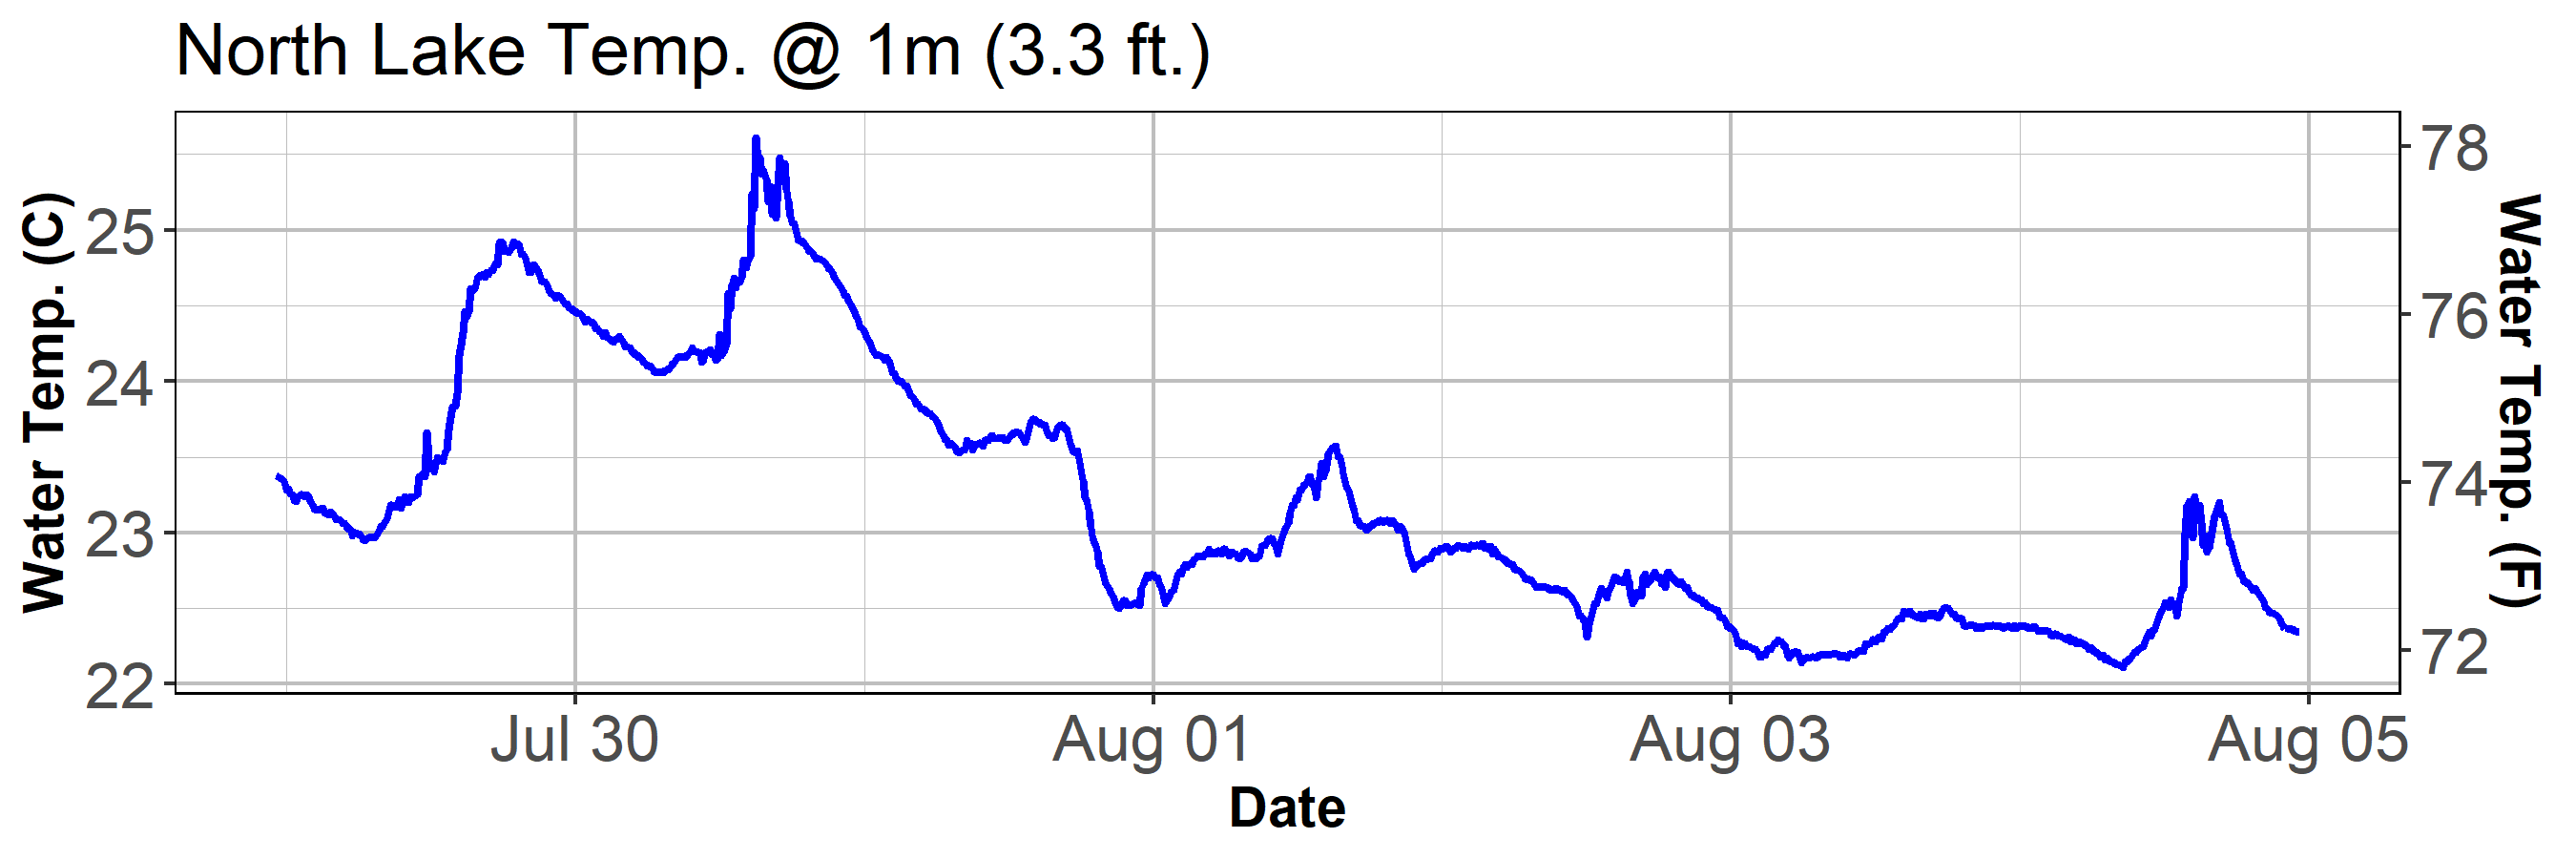 North Lake Temp. @ 1m (3.3 ft.)
Water Temp. (C)
25
24
23
22
78
76
74
72
Water Temp. (F)
Jul 30
Aug 01
Aug 03
Aug 05
Date